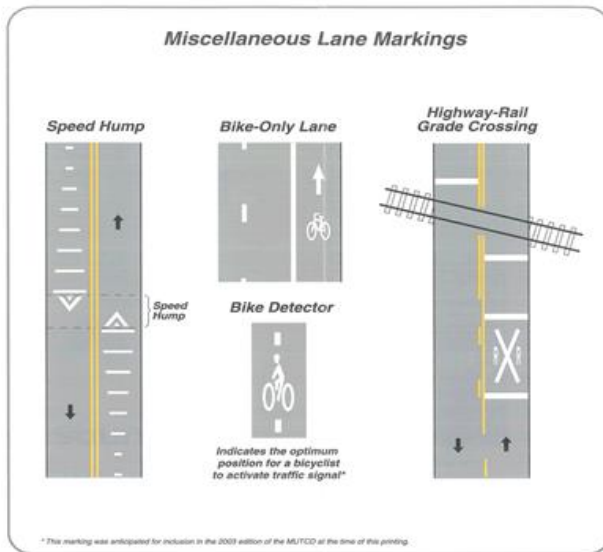 Miscellaneous Lane Markings
Speed Hump
Bike-Only Lane
Highway-Rail
Grade Crossing
Speed
Hump
Bike Detector
Indicates the optimum
position for a bicyclist
to activate traffic signal*
* This marking was anticipated for inclusion in the 2003 edition of the MUTCD at the time of this printing.